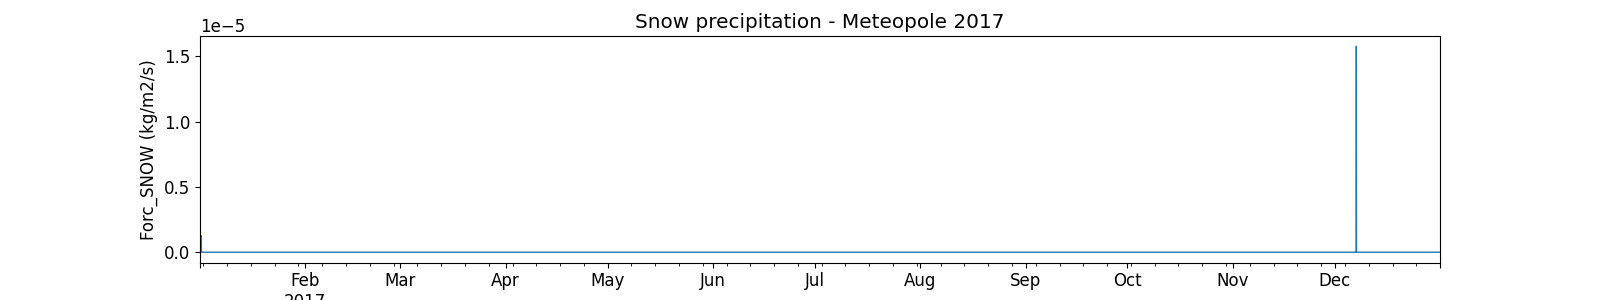 Snow precipitation - Meteopole 2017
1e−5
Forc_SNOW (kg/m2/s)
1.5
1.0
0.5
0.0
Feb Mar Apr May Jun Jul Aug Sep Oct Nov Dec
2017